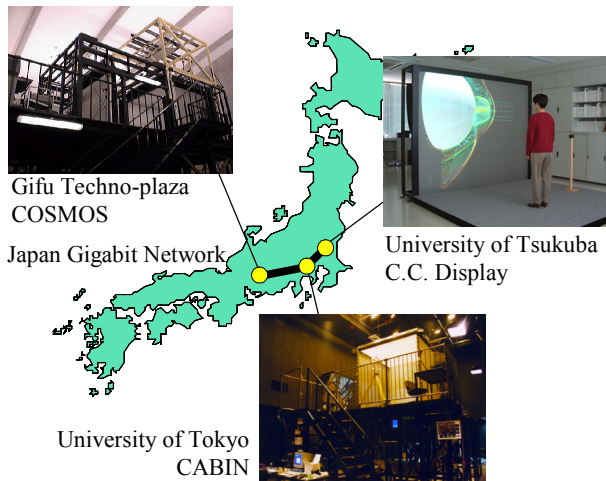 Gifu Techno-plaza
COSMOS
Japan Gigabit Network
University of Tsukuba
C.C. Display
University of Tokyo
CABIN